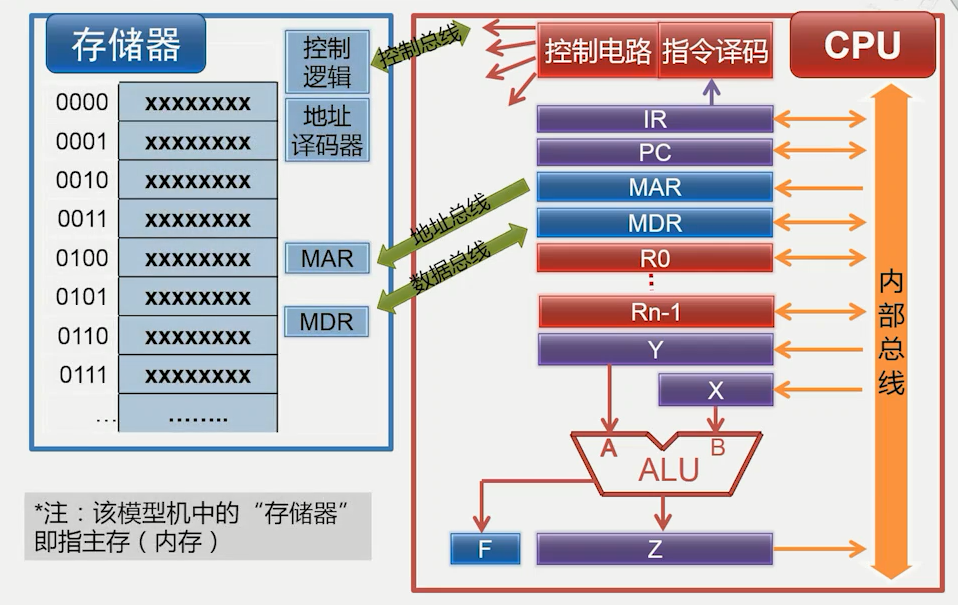 存储器
控制
逻辑
地址
译码器
0000 xxxxxxxx
0001 xxxxxxxx
0010 xxxxxxxx
0011 xxxxxxxx
0100 xxxxxxxx
0101 xxxxxxxx
0110 xxxxxxxx
0111 xxxxxxxx
... ........
MAR
MDR
*注：该模型机中的“存储器”
即指主存（内存）
控制总线
地址总线
数据总线
CPU
控制电路 指令译码
IR
PC
MAR
MDR
R0
⋮
Rn-1
Y
X
A
B
ALU
F
Z
内部总线